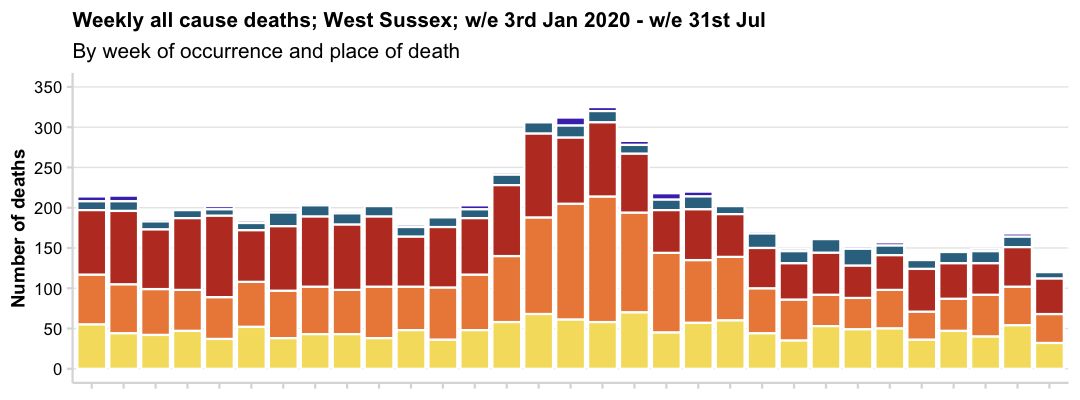 Weekly all cause deaths; West Sussex; w/e 3rd Jan 2020 - w/e 31st Jul
By week of occurrence and place of death
Number of deaths
350
300
250
200
150
100
50
0